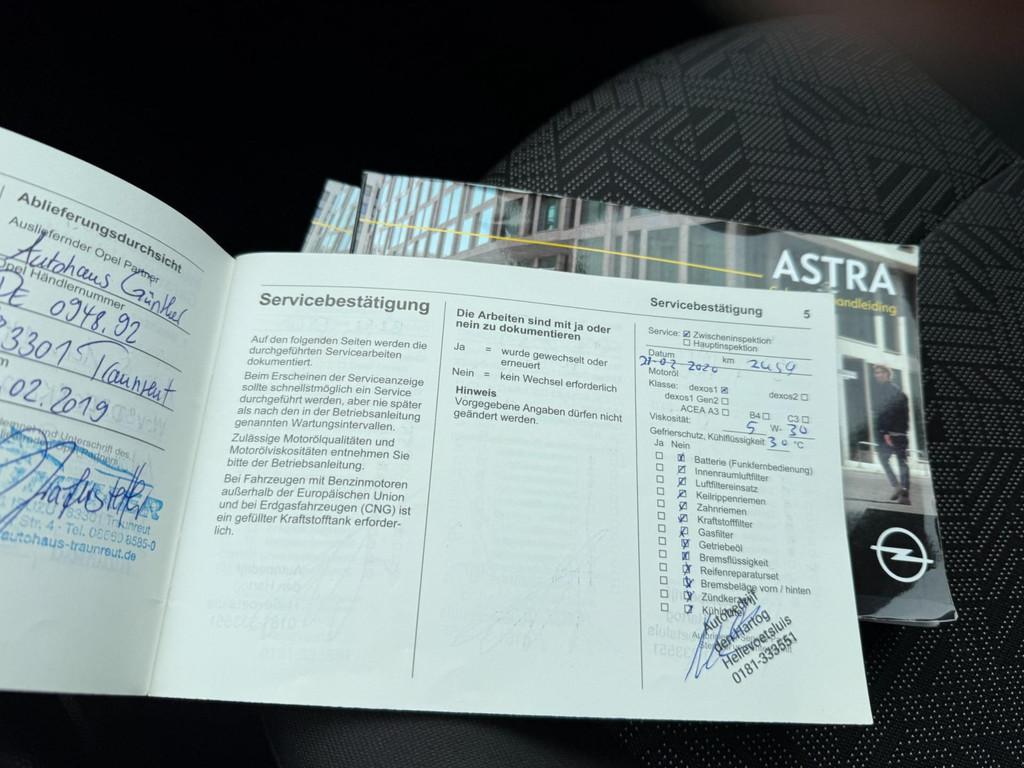 Ablieferungsdurchsicht
Ausliefernder Opel Partner
Autohaus Günther
Opel Händlernummer
DE 0948.92
3301 Traunreut
02.2019
Str. 4 · Tel.
autohaus-traunreut.de
Servicebestätigung
Auf den folgenden Seiten werden die
durchgeführten Servicearbeiten
dokumentiert.
Beim Erscheinen der Serviceanzeige
sollte schnellstmöglich ein Service
durchgeführt werden, aber nie später
als nach den in der Betriebsanleitung
genannten Wartungsintervallen.
Zulässige Motorölqualitäten und
Motorölviskositäten entnehmen Sie
bitte der Betriebsanleitung.
Bei Fahrzeugen mit Benzinmotoren
außerhalb der Europäischen Union
und bei Erdgasfahrzeugen (CNG) ist
ein gefüllter Kraftstofftank erforder-
lich.
Die Arbeiten sind mit ja oder
nein zu dokumentieren
Ja = wurde gewechselt oder
erneuert
Nein = kein Wechsel erforderlich
Hinweis
Vorgegebene Angaben dürfen nicht
geändert werden.
Servicebestätigung 5
Service: Zwischeninspektion
Hauptinspektion
Datum km
Motoröl
Klasse: dexos1 dexos2
dexos1 Gen2
ACEA A3 B4 C3
Viskosität: 5 W- 30
Gefrierschutz, Kühlflüssigkeit 30 °C
Ja Nein
Batterie (Funkfernbedienung)
Innenraumluftfilter
Luftfiltereinsatz
Keilrippenriemen
Zahnriemen
Kraftstofffilter
Gasfilter
Getriebeöl
Bremsflüssigkeit
Reifenreparaturset
Bremsbeläge vorn / hinten
Autobedrijf
den Hartog
Hellevoetsluis
0181-333551
ASTRA